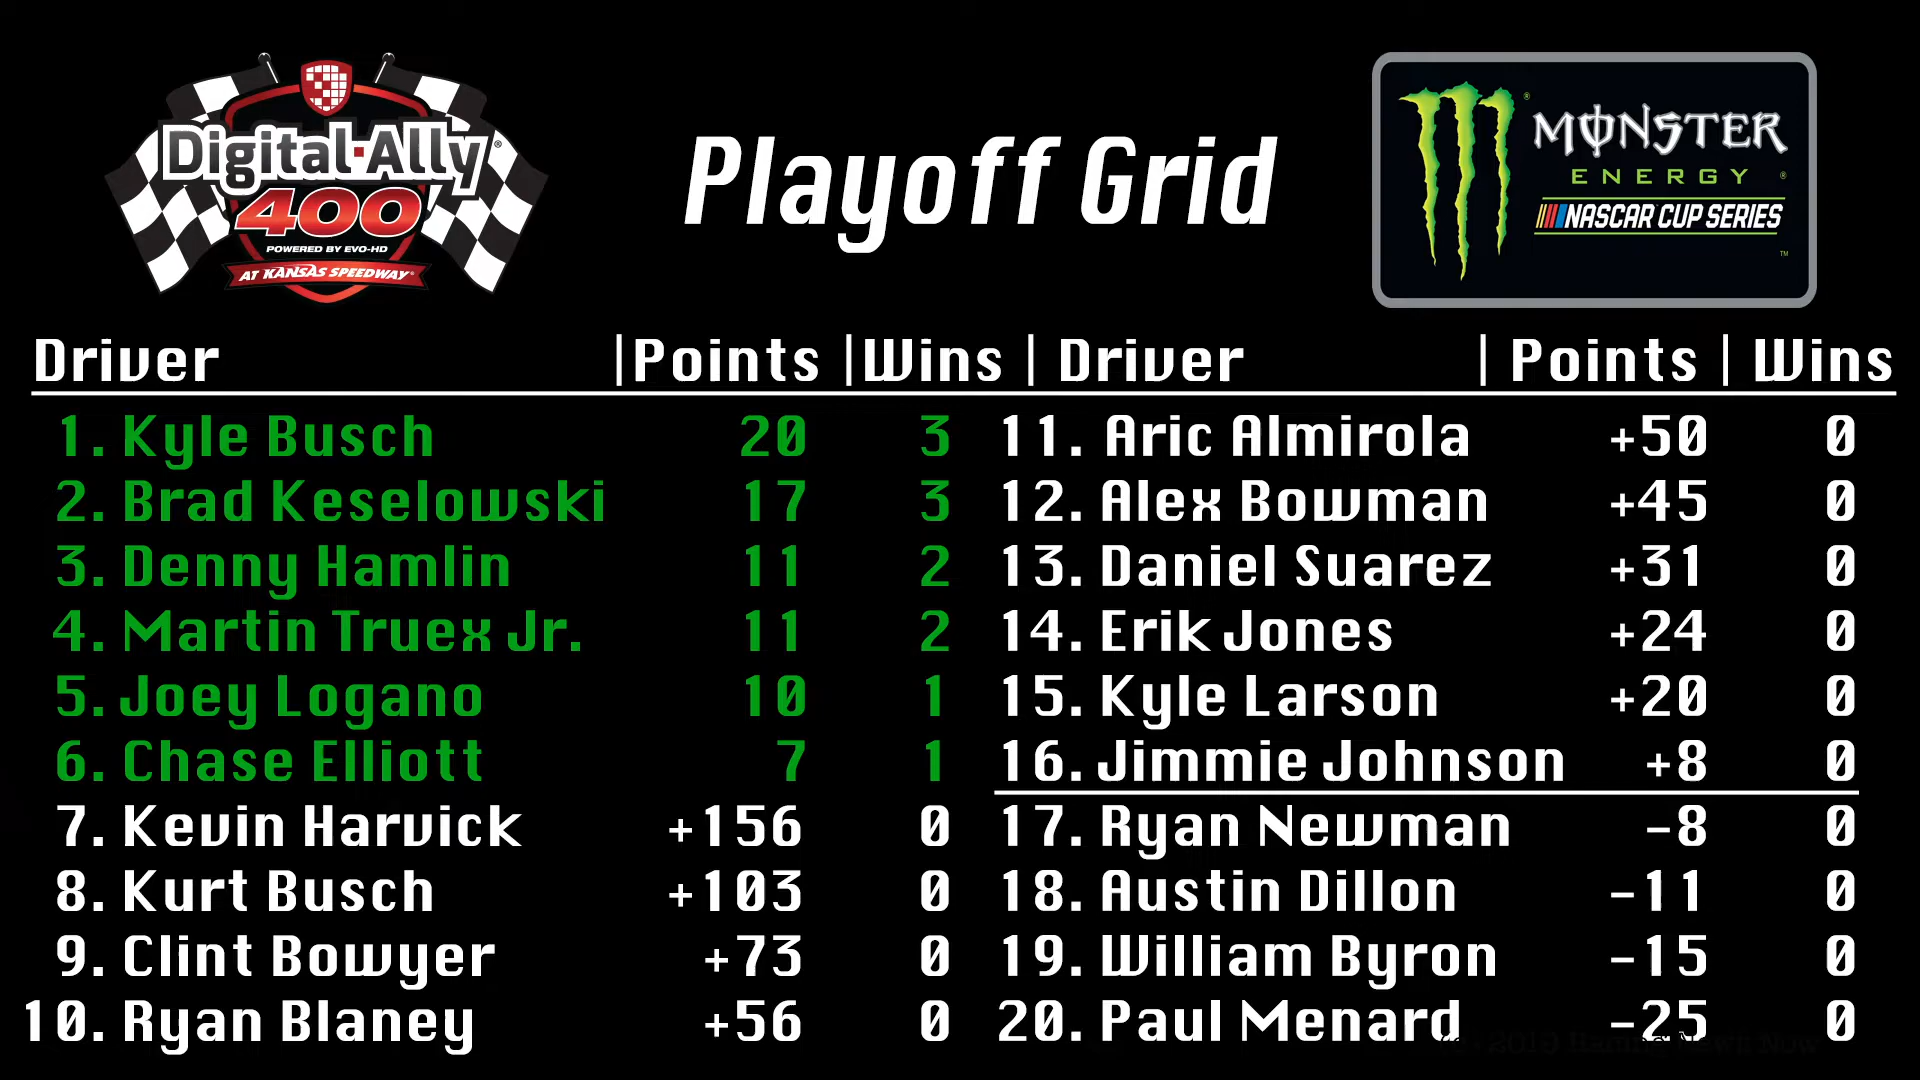 Digital·Ally®
400
POWERED BY EVO-HD
AT KANSAS SPEEDWAY®
Playoff Grid
MONSTER
ENERGY ®
NASCAR CUP SERIES
™
Driver |Points |Wins | Driver | Points | Wins
1. Kyle Busch 20 3 11. Aric Almirola +50 0
2. Brad Keselowski 17 3 12. Alex Bowman +45 0
3. Denny Hamlin 11 2 13. Daniel Suarez +31 0
4. Martin Truex Jr. 11 2 14. Erik Jones +24 0
5. Joey Logano 10 1 15. Kyle Larson +20 0
6. Chase Elliott 7 1 16. Jimmie Johnson +8 0
7. Kevin Harvick +156 0 17. Ryan Newman -8 0
8. Kurt Busch +103 0 18. Austin Dillon -11 0
9. Clint Bowyer +73 0 19. William Byron -15 0
10. Ryan Blaney +56 0 20. Paul Menard -25 0
2019